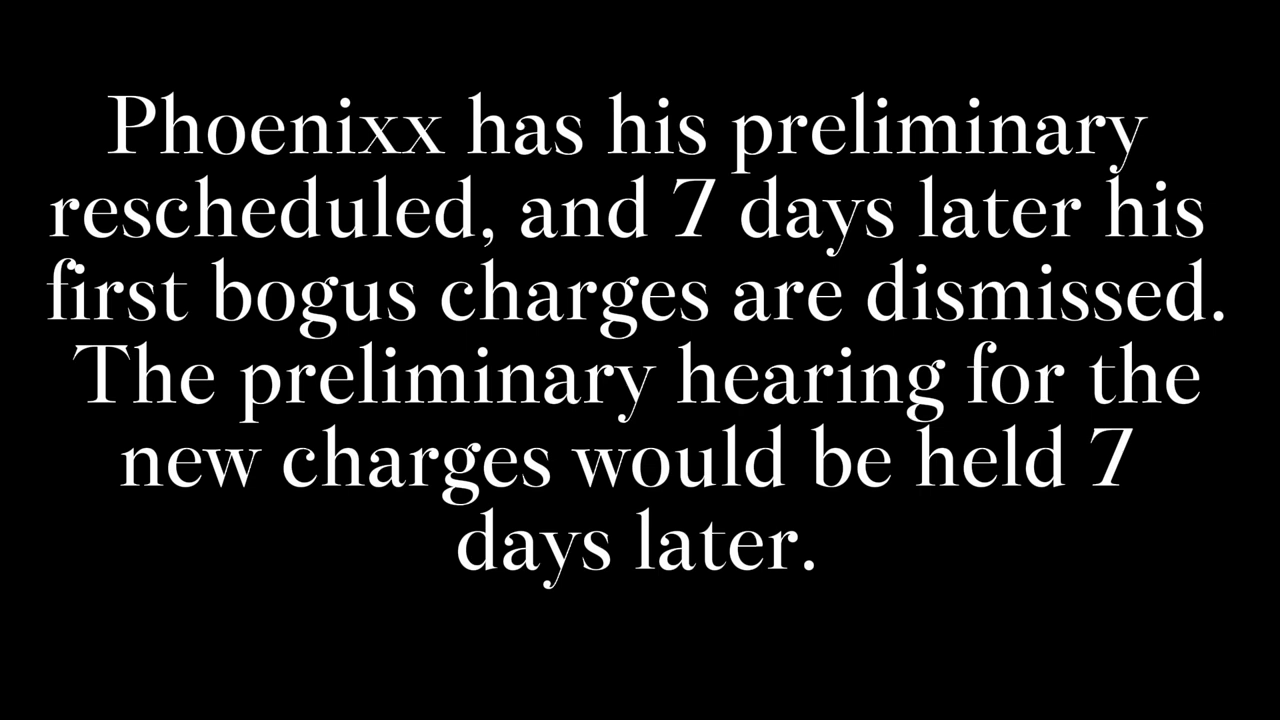 Phoenixx has his preliminary
rescheduled, and 7 days later his
first bogus charges are dismissed.
The preliminary hearing for the
new charges would be held 7
days later.